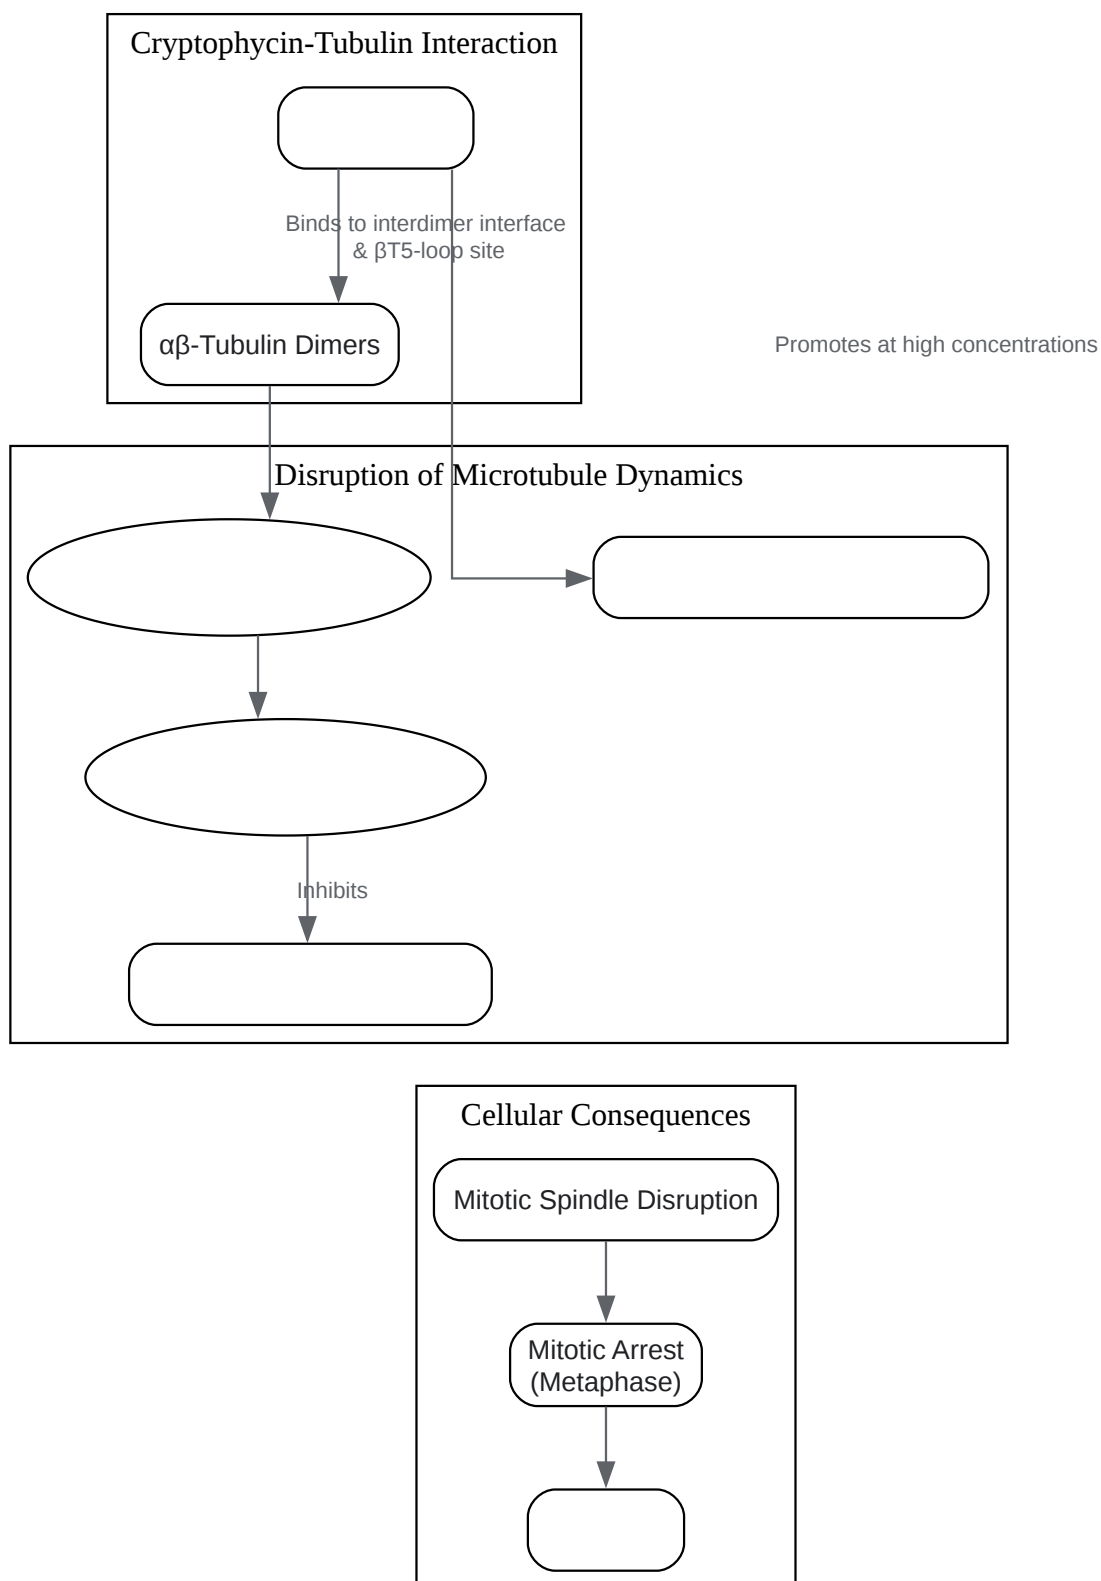 Cryptophycin-Tubulin Interaction
Binds to interdimer interface
& βT5-loop site
αβ-Tubulin Dimers
Promotes at high concentrations
Disruption of Microtubule Dynamics
Inhibits
Cellular Consequences
Mitotic Spindle Disruption
Mitotic Arrest
(Metaphase)